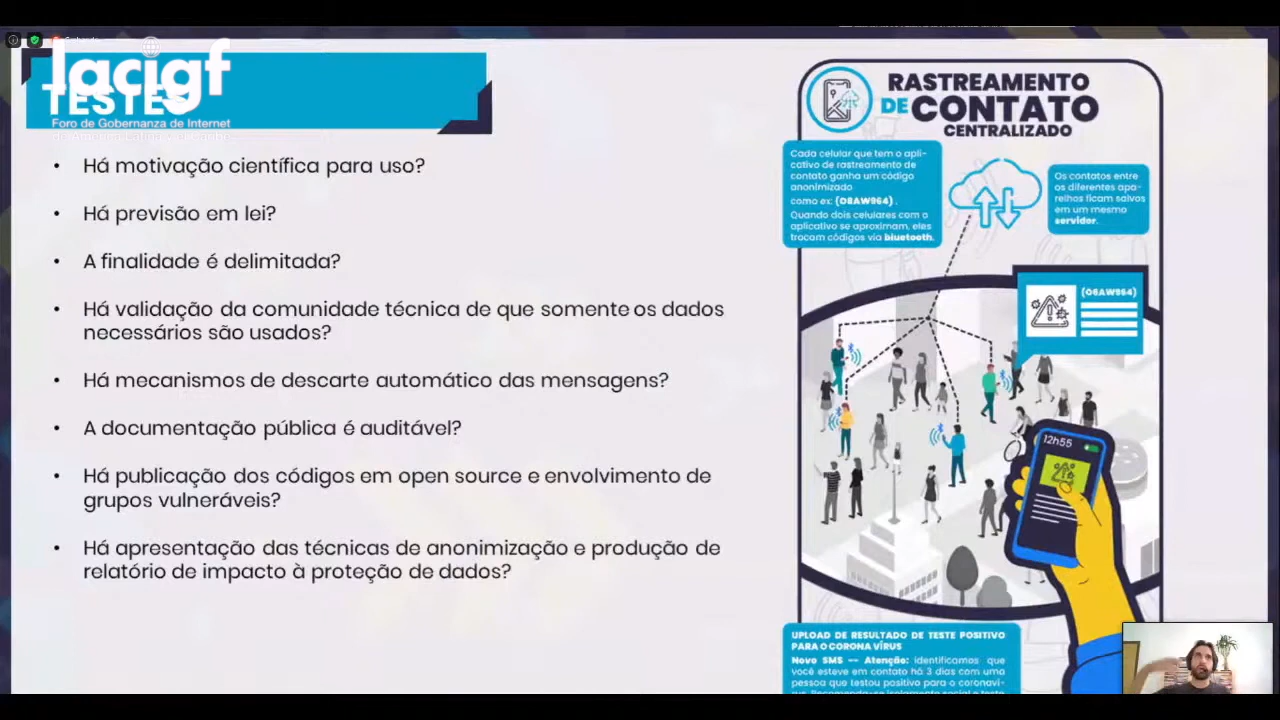 lacigf
TESTES
Foro de Gobernanza de Internet
• Há motivação científica para uso?
• Há previsão em lei?
• A finalidade é delimitada?
• Há validação da comunidade técnica de que somente os dados
necessários são usados?
• Há mecanismos de descarte automático das mensagens?
• A documentação pública é auditável?
• Há publicação dos códigos em open source e envolvimento de
grupos vulneráveis?
• Há apresentação das técnicas de anonimização e produção de
relatório de impacto à proteção de dados?
RASTREAMENTO
DE CONTATO
CENTRALIZADO
Cada celular que tem o apli-
cativo de rastreamento de
contato ganha um código
anonimizado
como ex: (O8AW964) .
Quando dois celulares com o
aplicativo se aproximam, eles
trocam códigos via bluetooth.
Os contatos entre
os diferentes apa-
relhos ficam salvos
em um mesmo
servidor.
(O6AW954)
12h55
UPLOAD DE RESULTADO DE TESTE POSITIVO
PARA O CORONA VÍRUS
Novo SMS -- Atenção: identificamos que
você esteve em contato há 3 dias com uma
pessoa que testou positivo para o coronaví-